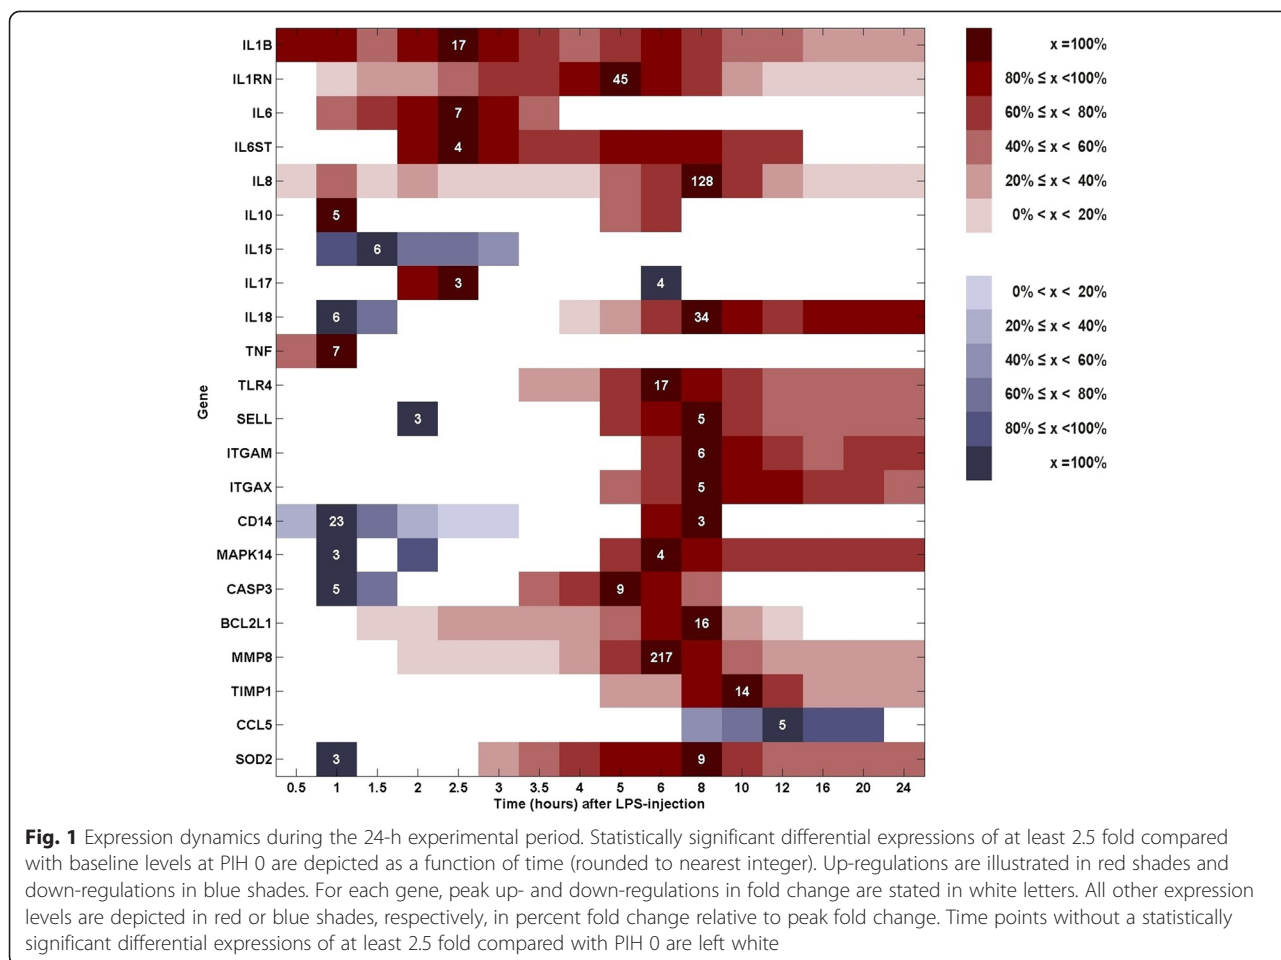 IL1B 17
IL1RN 45
IL6 7
IL6ST 4
IL8 128
IL10 5
IL15 6
IL17 3 4
IL18 6 34
TNF 7
TLR4 17
SELL 3 5
ITGAM 6
ITGAX 5
CD14 23 3
MAPK14 3 4
CASP3 5 9
BCL2L1 16
MMP8 217
TIMP1 14
CCL5 5
SOD2 3 9
Gene
0.5 1 1.5 2 2.5 3 3.5 4 5 6 8 10 12 16 20 24
Time (hours) after LPS-injection
x =100%
80% ≤ x <100%
60% ≤ x < 80%
40% ≤ x < 60%
20% ≤ x < 40%
0% < x < 20%
0% < x < 20%
20% ≤ x < 40%
40% ≤ x < 60%
60% ≤ x < 80%
80% ≤ x <100%
x =100%
Fig. 1 Expression dynamics during the 24-h experimental period. Statistically significant differential expressions of at least 2.5 fold compared
with baseline levels at PIH 0 are depicted as a function of time (rounded to nearest integer). Up-regulations are illustrated in red shades and
down-regulations in blue shades. For each gene, peak up- and down-regulations in fold change are stated in white letters. All other expression
levels are depicted in red or blue shades, respectively, in percent fold change relative to peak fold change. Time points without a statistically
significant differential expressions of at least 2.5 fold compared with PIH 0 are left white